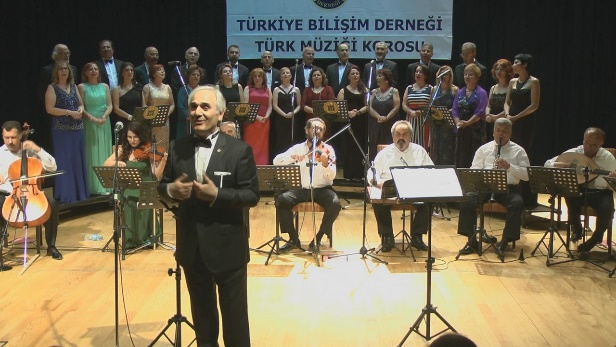 TÜRKİYE BİLİŞİM DERNEĞİ
TÜRK MÜZİĞİ KOROSU